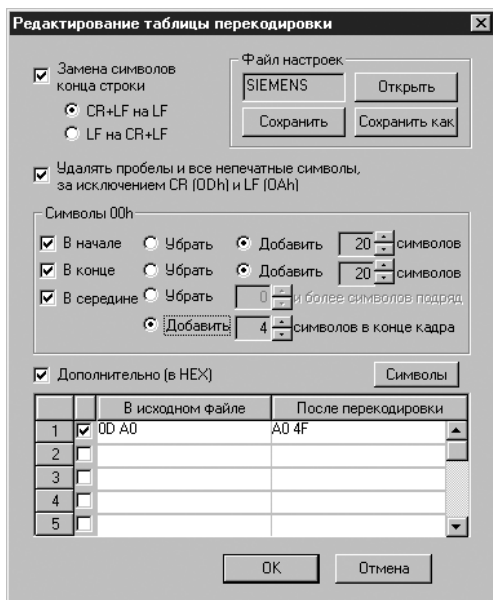 Редактирование таблицы перекодировки
Замена символов
конца строки
CR+LF на LF
LF на CR+LF
Файл настроек
SIEMENS
Открыть
Сохранить
Сохранить как
Удалять пробелы и все непечатные символы,
за исключением CR (0Dh) и LF (0Ah)
Символы 00h
В начале Убрать Добавить 20 символов
В конце Убрать Добавить 20 символов
В середине Убрать 0 и более символов подряд
Добавить 4 символов в конце кадра
Дополнительно (в HEX) Символы
В исходном файле После перекодировки
1 0D A0 A0 4F
2
3
4
5
OK Отмена